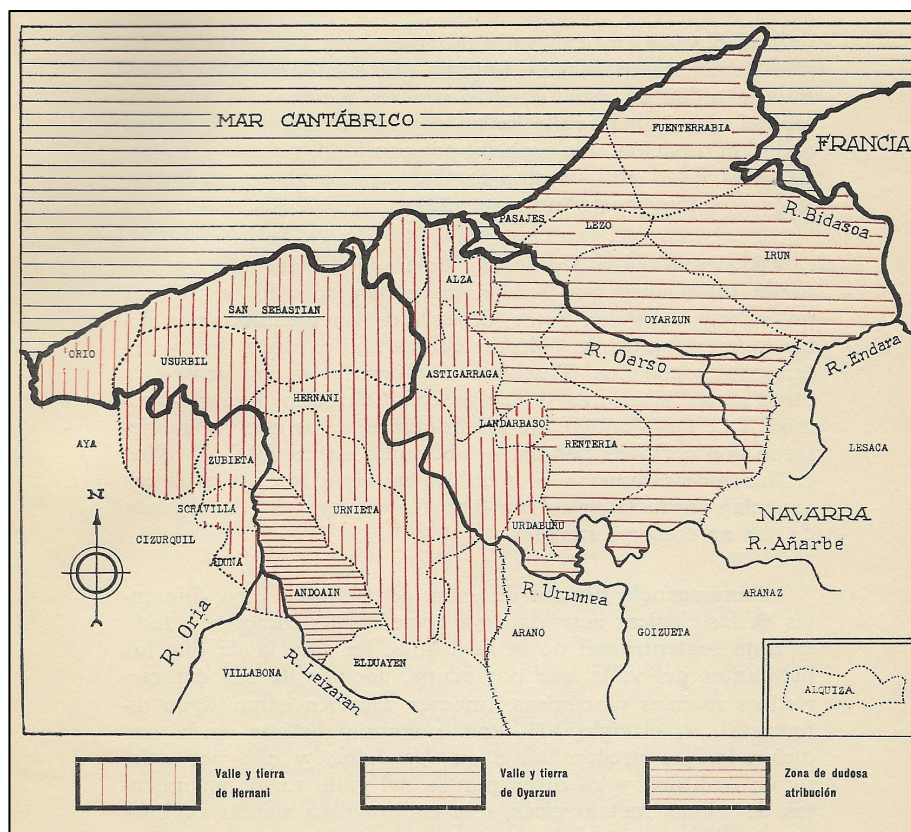 MAR CANTÁBRICO
FUENTERRABIA
FRANCIA
PASAJES
LEZO
R. Bidasoa
IRUN
ALZA
SAN SEBASTIAN
OYARZUN
ORIO
USURBIL
R. Oarso
R. Endara
ASTIGARRAGA
HERNANI
LANDARBASO
AYA
RENTERIA
LESACA
ZUBIETA
N
SCRAVILLA
URNIETA
URDABURU
NAVARRA
CIZURQUIL
R. Añarbe
ADUNA
ANDOAIN
R. Urumea
ARANAZ
R. Oria
ARANO
GOIZUETA
VILLABONA
R. Leizaran
ELDUAYEN
ALQUIZA
Valle y tierra
de Hernani
Valle y tierra
de Oyarzun
Zona de dudosa
atribución